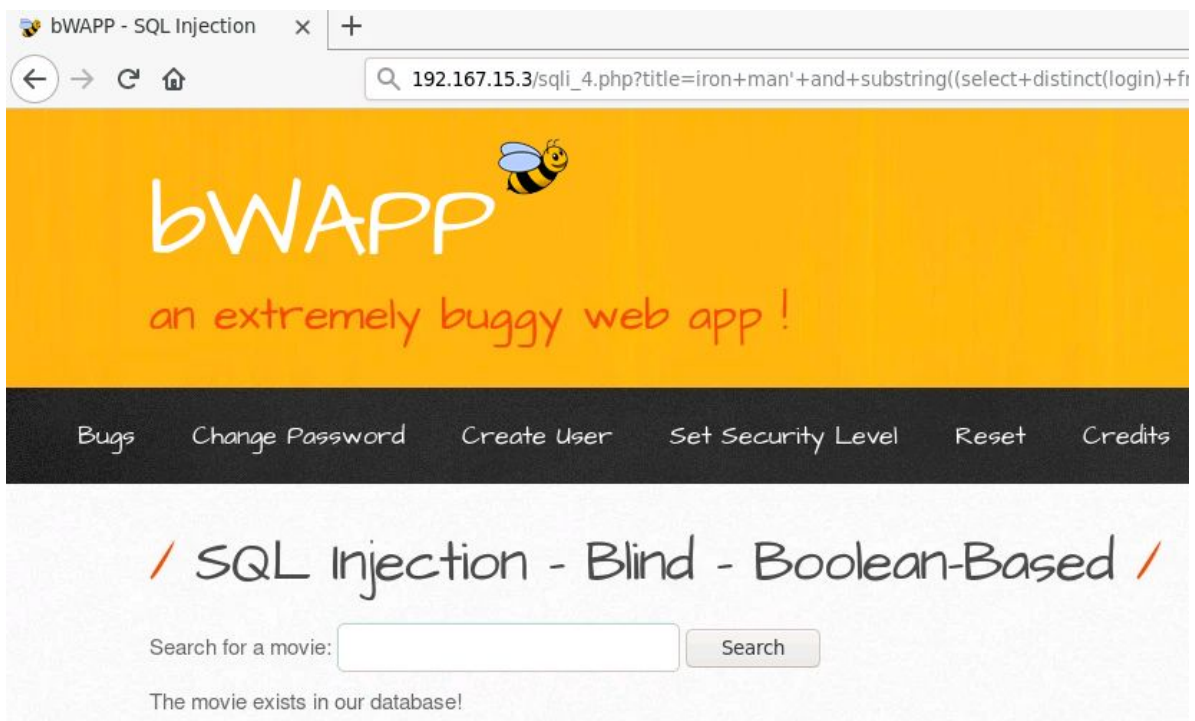 bWAPP - SQL Injection × +
192.167.15.3/sqli_4.php?title=iron+man'+and+substring((select+distinct(login)+fr
bWAPP
an extremely buggy web app !
Bugs Change Password Create User Set Security Level Reset Credits
/ SQL Injection - Blind - Boolean-Based /
Search for a movie: Search
The movie exists in our database!